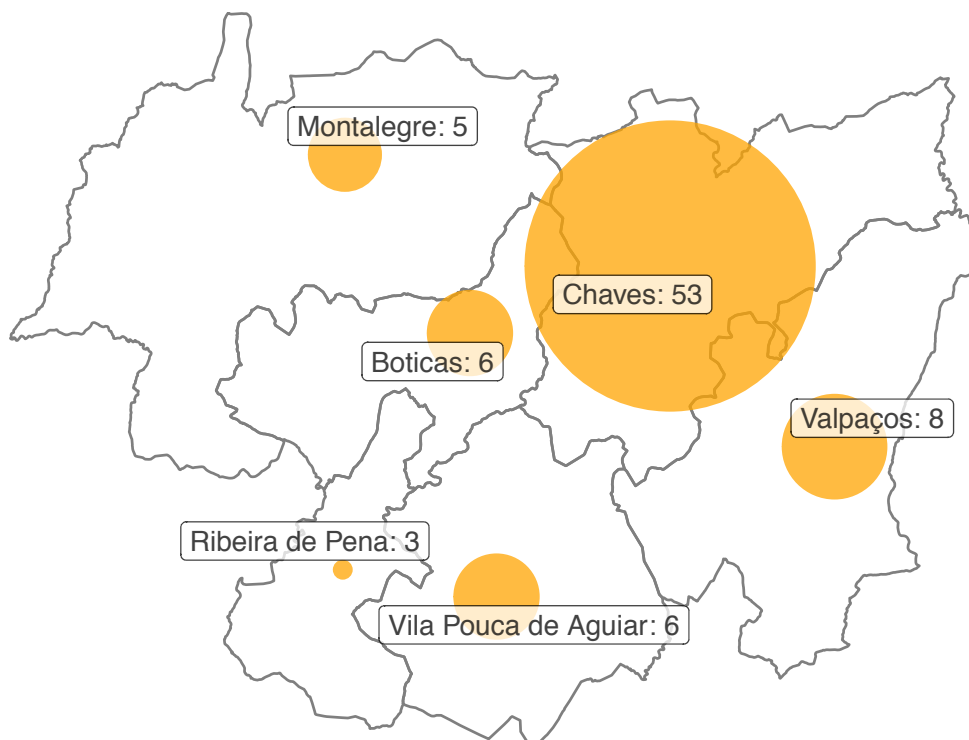 Montalegre: 5
Chaves: 53
Boticas: 6
Valpaços: 8
Ribeira de Pena: 3
Vila Pouca de Aguiar: 6